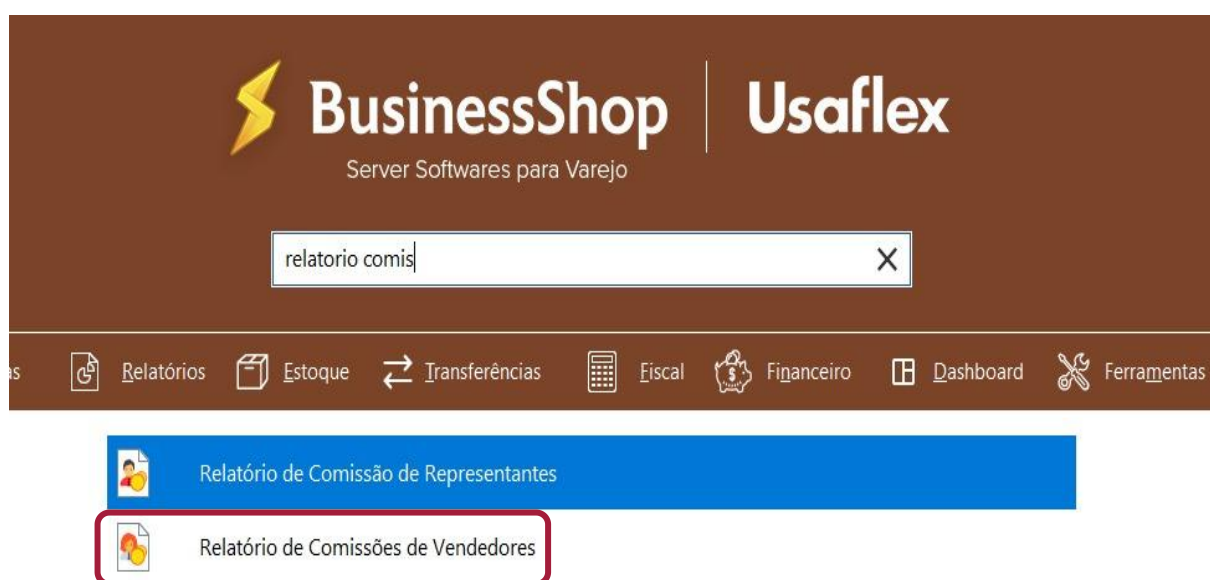 BusinessShop
Usaflex
Server Softwares para Varejo
relatorio comis
as Relatórios Estoque Transferências Fiscal Financeiro Dashboard Ferramentas
Relatório de Comissão de Representantes
Relatório de Comissões de Vendedores